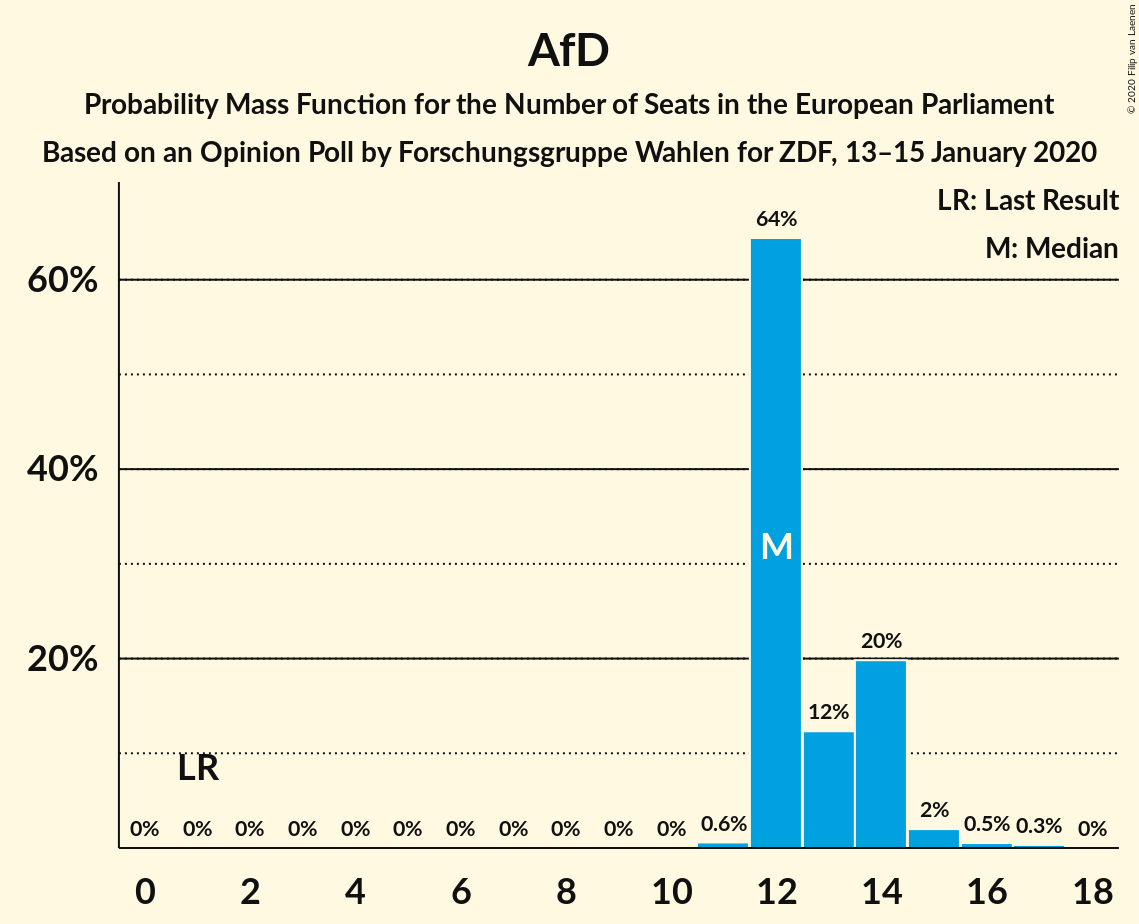 AfD
Probability Mass Function for the Number of Seats in the European Parliament
Based on an Opinion Poll by Forschungsgruppe Wahlen for ZDF, 13–15 January 2020
© 2020 Filip van Laenen
LR: Last Result
M: Median
64%
60%
M
40%
20%
20%
12%
LR
0% 0% 0% 0% 0% 0% 0% 0% 0% 0% 0% 0.6% 2% 0.5% 0.3% 0%
0 2 4 6 8 10 12 14 16 18